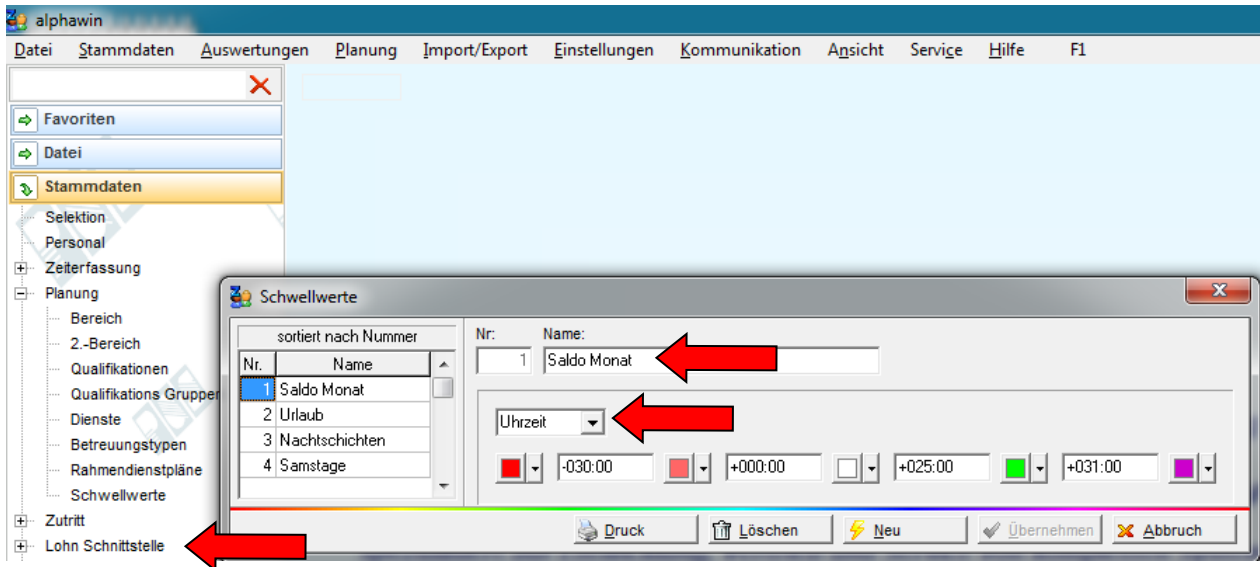 alphawin
Datei Stammdaten Auswertungen Planung Import/Export Einstellungen Kommunikation Ansicht Service Hilfe F1
Favoriten
Datei
Stammdaten
Selektion
Personal
Zeiterfassung
Planung
Bereich
2.-Bereich
Qualifikationen
Qualifikations Gruppen
Dienste
Betreuungstypen
Rahmendienstpläne
Schwellwerte
Zutritt
Lohn Schnittstelle
Schwellwerte
sortiert nach Nummer
Nr. Name
1 Saldo Monat
2 Urlaub
3 Nachtschichten
4 Samstage
Nr: Name:
1 Saldo Monat
Uhrzeit
-030:00 +000:00 +025:00 +031:00
Druck Löschen Neu Übernehmen Abbruch